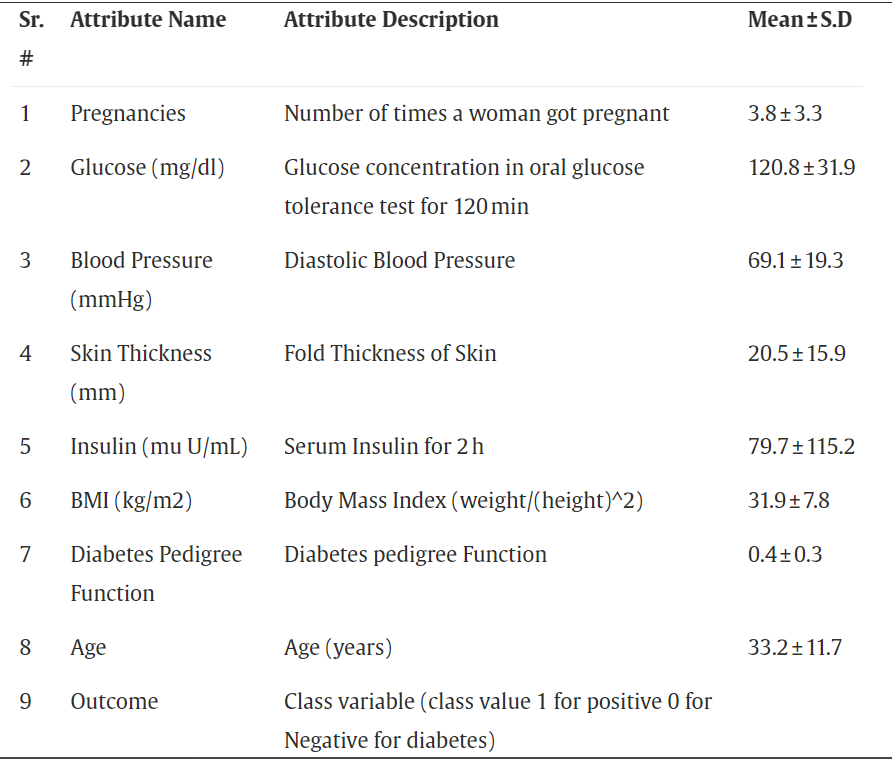 Sr. Attribute Name Attribute Description Mean±S.D
#
1 Pregnancies Number of times a woman got pregnant 3.8±3.3
2 Glucose (mg/dl) Glucose concentration in oral glucose 120.8±31.9
tolerance test for 120 min
3 Blood Pressure Diastolic Blood Pressure 69.1±19.3
(mmHg)
4 Skin Thickness Fold Thickness of Skin 20.5±15.9
(mm)
5 Insulin (mu U/mL) Serum Insulin for 2 h 79.7±115.2
6 BMI (kg/m2) Body Mass Index (weight/(height)^2) 31.9±7.8
7 Diabetes Pedigree Diabetes pedigree Function 0.4±0.3
Function
8 Age Age (years) 33.2±11.7
9 Outcome Class variable (class value 1 for positive 0 for
Negative for diabetes)